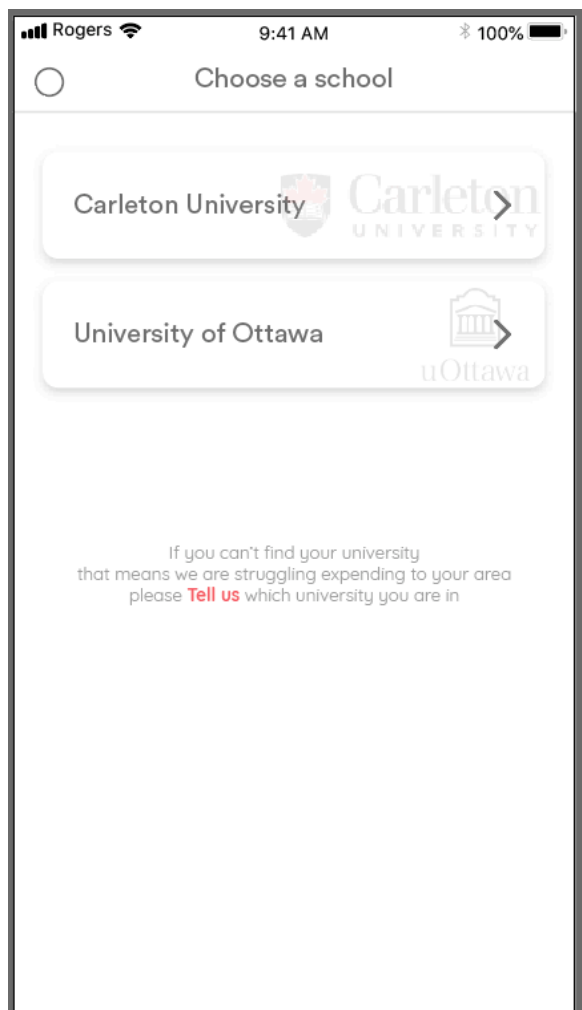 Rogers 9:41 AM 100%
Choose a school
Carleton University
Carleton
UNIVERSITY
University of Ottawa
uOttawa
If you can't find your university
that means we are struggling expending to your area
please Tell us which university you are in